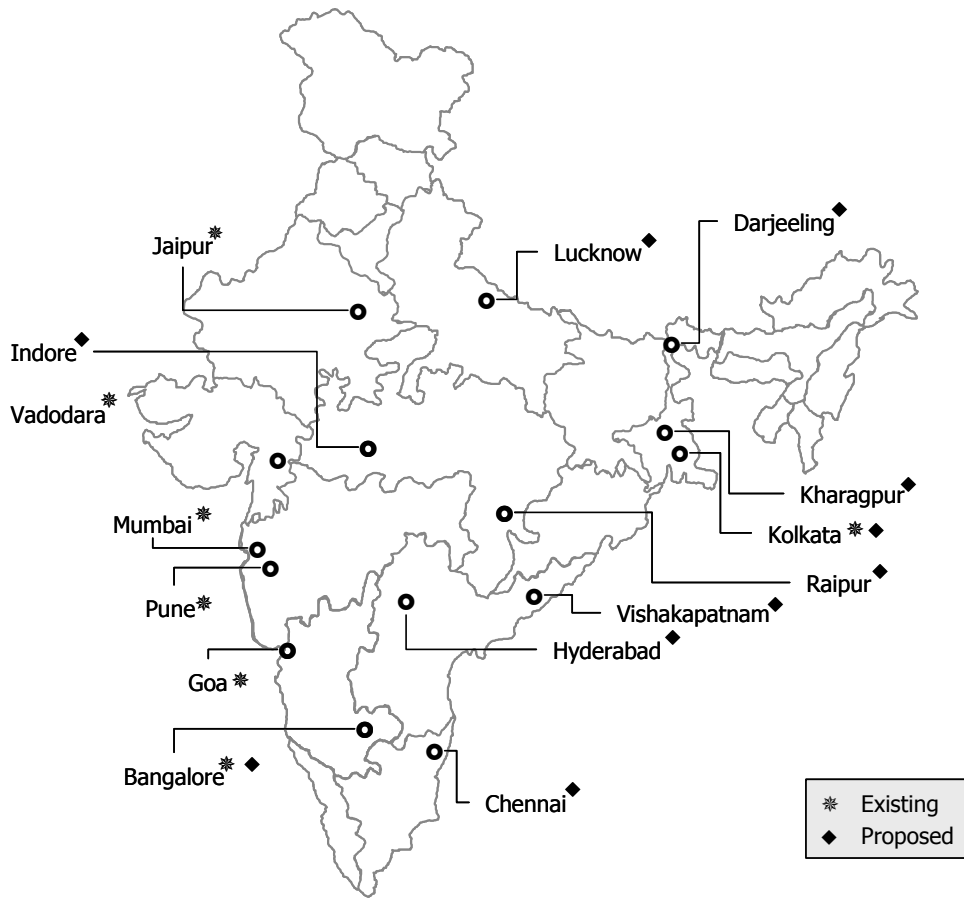 Darjeeling◆
Jaipur✵
Lucknow◆
Indore◆
Vadodara✵
Kharagpur◆
Mumbai ✵
Kolkata ✵ ◆
Raipur◆
Pune✵
Vishakapatnam◆
Hyderabad◆
Goa ✵
Bangalore✵ ◆
Chennai◆
✵ Existing
◆ Proposed